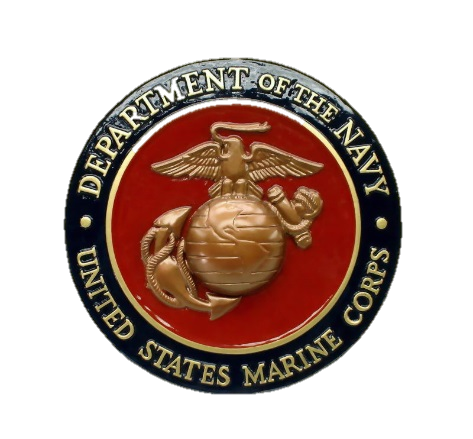 DEPARTMENT OF THE NAVY
UNITED STATES MARINE CORPS